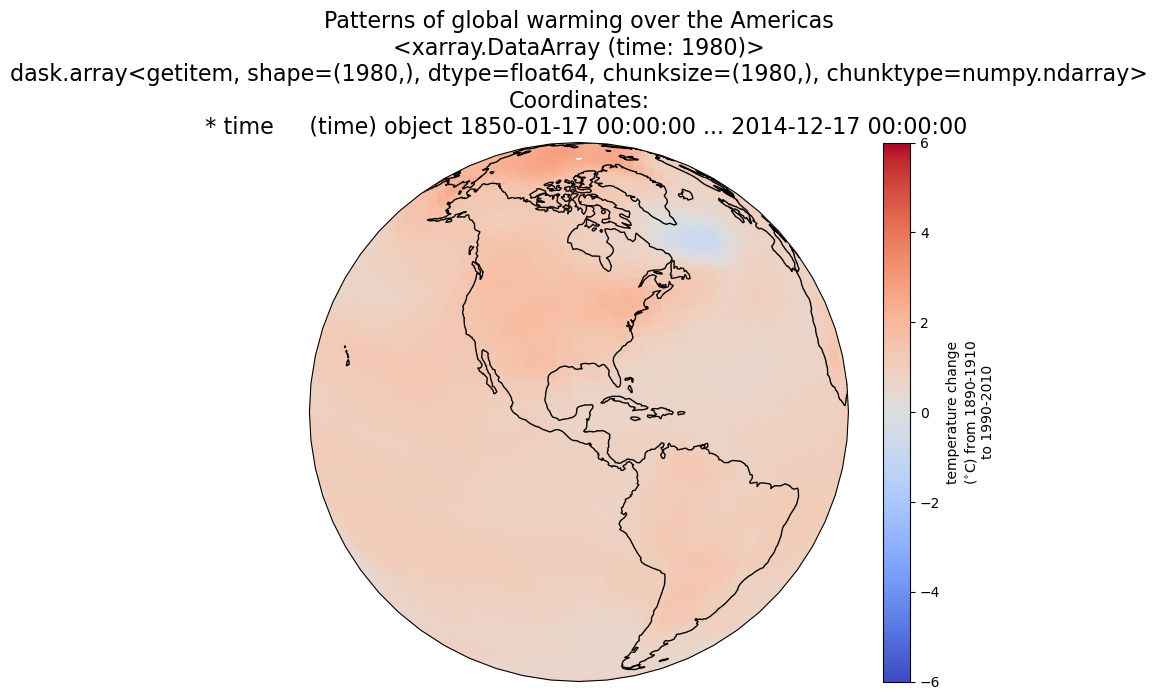 Patterns of global warming over the Americas
<xarray.DataArray (time: 1980)>
dask.array<getitem, shape=(1980,), dtype=float64, chunksize=(1980,), chunktype=numpy.ndarray>
Coordinates:
* time     (time) object 1850-01-17 00:00:00 ... 2014-12-17 00:00:00
6
4
2
0
−2
−4
−6
temperature change
(°C) from 1890-1910
to 1990-2010